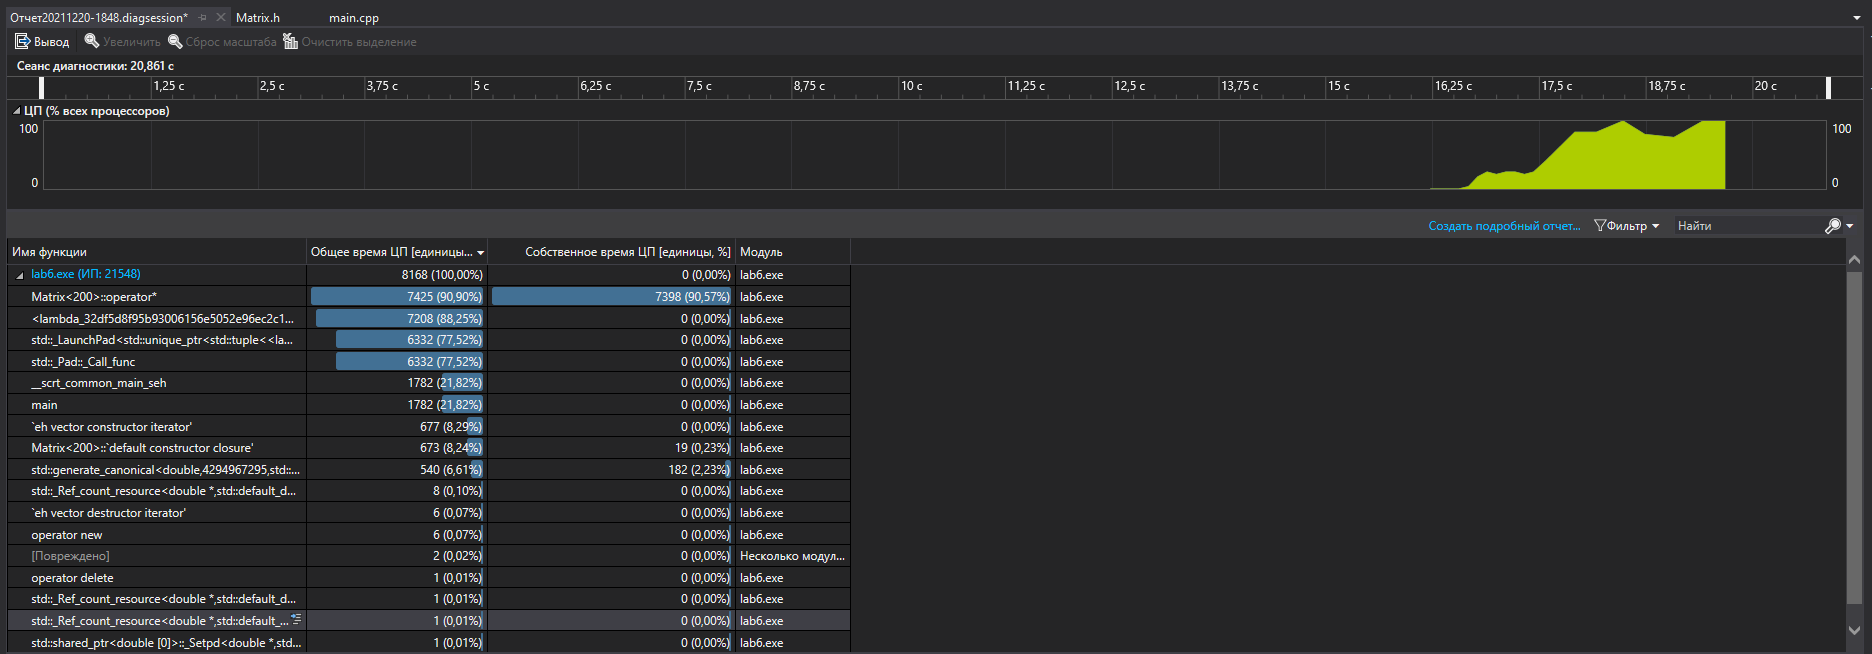 Отчет20211220-1848.diagsession* Matrix.h main.cpp
Вывод Увеличить Сброс масштаба Очистить выделение
Сеанс диагностики: 20,861 с
1,25 с 2,5 с 3,75 с 5 с 6,25 с 7,5 с 8,75 с 10 с 11,25 с 12,5 с 13,75 с 15 с 16,25 с 17,5 с 18,75 с 20 с
ЦП (% всех процессоров)
100 100
0 0
Создать подробный отчет... Фильтр Найти
Имя функции Общее время ЦП [единицы... Собственное время ЦП [единицы, %] Модуль
lab6.exe (ИП: 21548) 8168 (100,00%) 0 (0,00%) lab6.exe
Matrix<200>::operator* 7425 (90,90%) 7398 (90,57%) lab6.exe
<lambda_32df5d8f95b93006156e5052e96ec2c1... 7208 (88,25%) 0 (0,00%) lab6.exe
std::_LaunchPad<std::unique_ptr<std::tuple<<la... 6332 (77,52%) 0 (0,00%) lab6.exe
std::_Pad::_Call_func 6332 (77,52%) 0 (0,00%) lab6.exe
__scrt_common_main_seh 1782 (21,82%) 0 (0,00%) lab6.exe
main 1782 (21,82%) 0 (0,00%) lab6.exe
`eh vector constructor iterator' 677 (8,29%) 0 (0,00%) lab6.exe
Matrix<200>::`default constructor closure' 673 (8,24%) 19 (0,23%) lab6.exe
std::generate_canonical<double,4294967295,std::... 540 (6,61%) 182 (2,23%) lab6.exe
std::_Ref_count_resource<double *,std::default_d... 8 (0,10%) 0 (0,00%) lab6.exe
`eh vector destructor iterator' 6 (0,07%) 0 (0,00%) lab6.exe
operator new 6 (0,07%) 0 (0,00%) lab6.exe
[Повреждено] 2 (0,02%) 0 (0,00%) Несколько модул...
operator delete 1 (0,01%) 0 (0,00%) lab6.exe
std::_Ref_count_resource<double *,std::default_d... 1 (0,01%) 0 (0,00%) lab6.exe
std::_Ref_count_resource<double *,std::default_... 1 (0,01%) 0 (0,00%) lab6.exe
std::shared_ptr<double [0]>::_Setpd<double *,std... 1 (0,01%) 0 (0,00%) lab6.exe